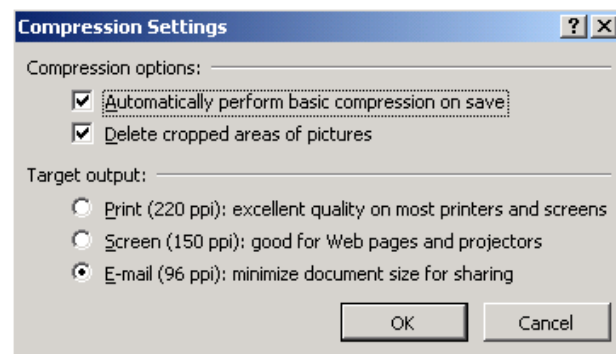 Compression Settings
Compression options:
Automatically perform basic compression on save
Delete cropped areas of pictures
Target output:
Print (220 ppi): excellent quality on most printers and screens
Screen (150 ppi): good for Web pages and projectors
E-mail (96 ppi): minimize document size for sharing
OK Cancel